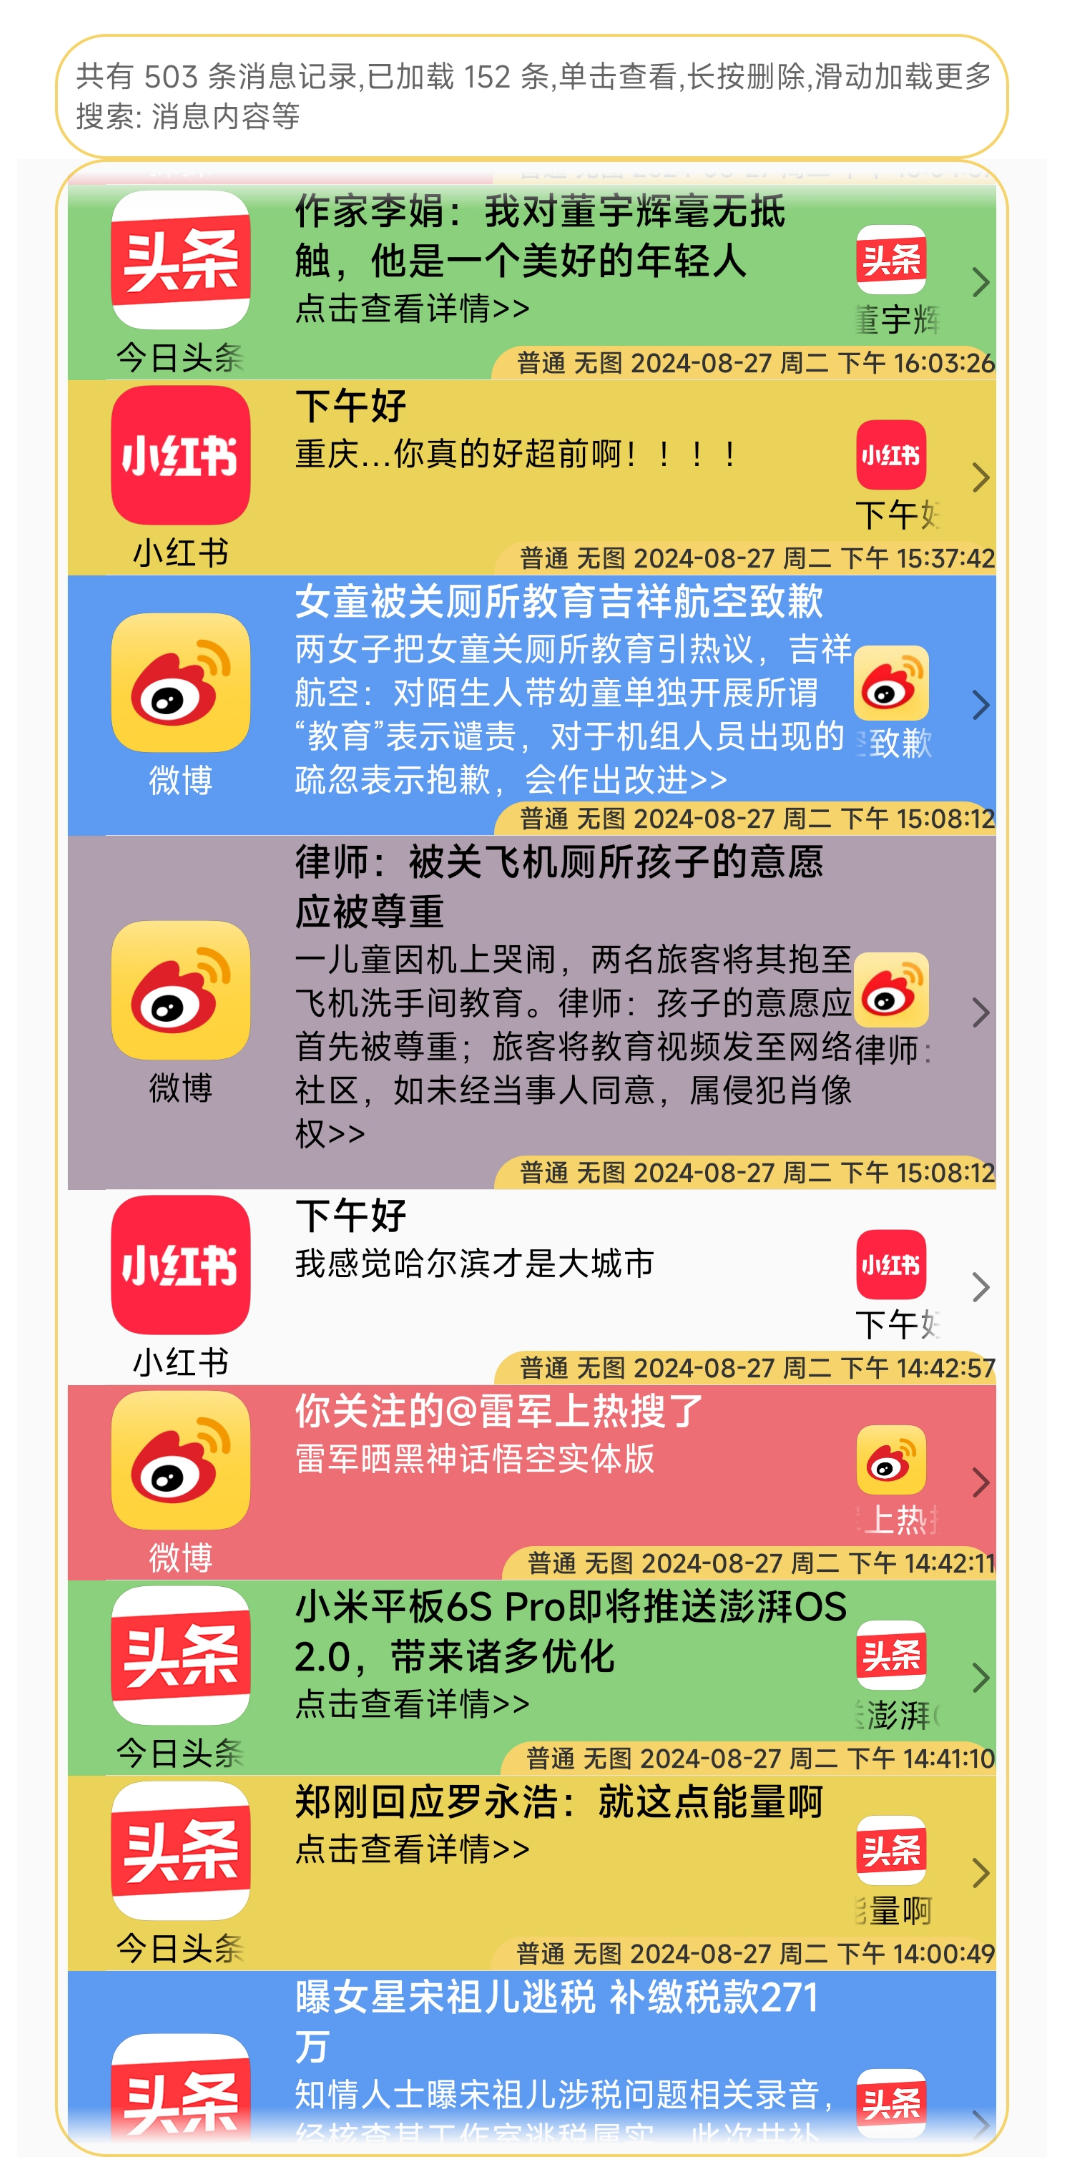 共有 503 条消息记录,已加载 152 条,单击查看,长按删除,滑动加载更多
搜索: 消息内容等
头条
今日头条
作家李娟：我对董宇辉毫无抵
触，他是一个美好的年轻人
点击查看详情>>
头条
董宇辉
普通 无图 2024-08-27 周二 下午 16:03:26
小红书
小红书
下午好
重庆...你真的好超前啊！！！！
小红书
下午好
普通 无图 2024-08-27 周二 下午 15:37:42
微博
女童被关厕所教育吉祥航空致歉
两女子把女童关厕所教育引热议，吉祥
航空：对陌生人带幼童单独开展所谓
“教育”表示谴责，对于机组人员出现的
疏忽表示抱歉，会作出改进>>
致歉
普通 无图 2024-08-27 周二 下午 15:08:12
微博
律师：被关飞机厕所孩子的意愿
应被尊重
一儿童因机上哭闹，两名旅客将其抱至
飞机洗手间教育。律师：孩子的意愿应
首先被尊重；旅客将教育视频发至网络
社区，如未经当事人同意，属侵犯肖像
权>>
律师：
普通 无图 2024-08-27 周二 下午 15:08:12
小红书
小红书
下午好
我感觉哈尔滨才是大城市
小红书
下午好
普通 无图 2024-08-27 周二 下午 14:42:57
微博
你关注的@雷军上热搜了
雷军晒黑神话悟空实体版
上热
普通 无图 2024-08-27 周二 下午 14:42:11
头条
今日头条
小米平板6S Pro即将推送澎湃OS
2.0，带来诸多优化
点击查看详情>>
头条
澎湃
普通 无图 2024-08-27 周二 下午 14:41:10
头条
今日头条
郑刚回应罗永浩：就这点能量啊
点击查看详情>>
头条
量啊
普通 无图 2024-08-27 周二 下午 14:00:49
头条
曝女星宋祖儿逃税 补缴税款271
万
知情人士曝宋祖儿涉税问题相关录音，
经核查其工作室逃税属实，此次共补
头条